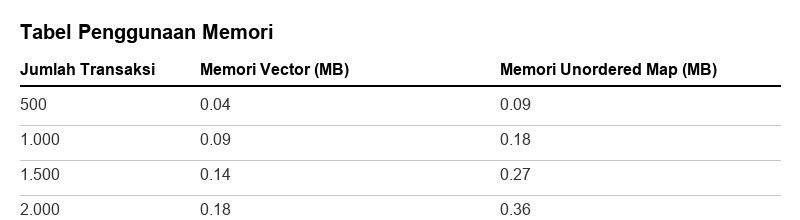 Tabel Penggunaan Memori
Jumlah Transaksi Memori Vector (MB) Memori Unordered Map (MB)
500 0.04 0.09
1.000 0.09 0.18
1.500 0.14 0.27
2.000 0.18 0.36